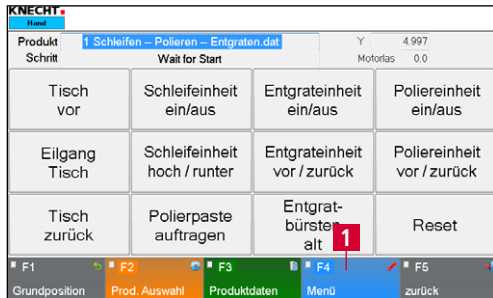 KNECHT
Hand
Produkt 1 Schleifen – Polieren – Entgraten.dat Y 4.997
Schritt Wait for Start Motorlas 0.0
Tisch vor
Schleifeinheit ein/aus
Entgrateinheit ein/aus
Poliereinheit ein/aus
Eilgang Tisch
Schleifeinheit hoch / runter
Entgrateinheit vor / zurück
Poliereinheit vor / zurück
Tisch zurück
Polierpaste auftragen
Entgrat-bürsten alt
Reset
1
F1 F2 F3 F4 F5
Grundposition Prod. Auswahl Produktdaten Menü zurück